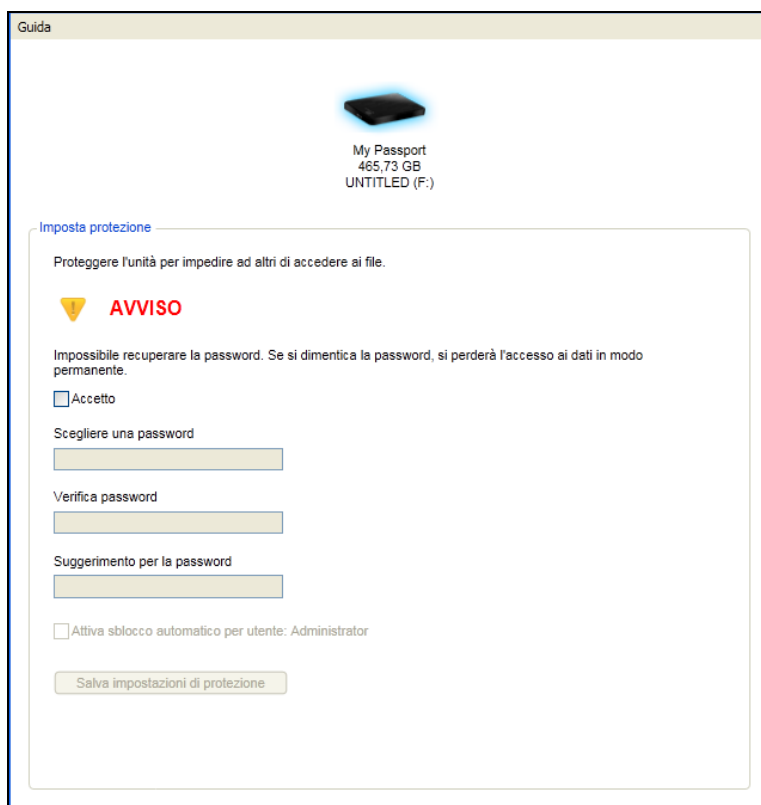 Guida
My Passport
465,73 GB
UNTITLED (F:)
Imposta protezione
Proteggere l'unità per impedire ad altri di accedere ai file.
AVVISO
Impossibile recuperare la password. Se si dimentica la password, si perderà l'accesso ai dati in modo
permanente.
Accetto
Scegliere una password
Verifica password
Suggerimento per la password
Attiva sblocco automatico per utente: Administrator
Salva impostazioni di protezione